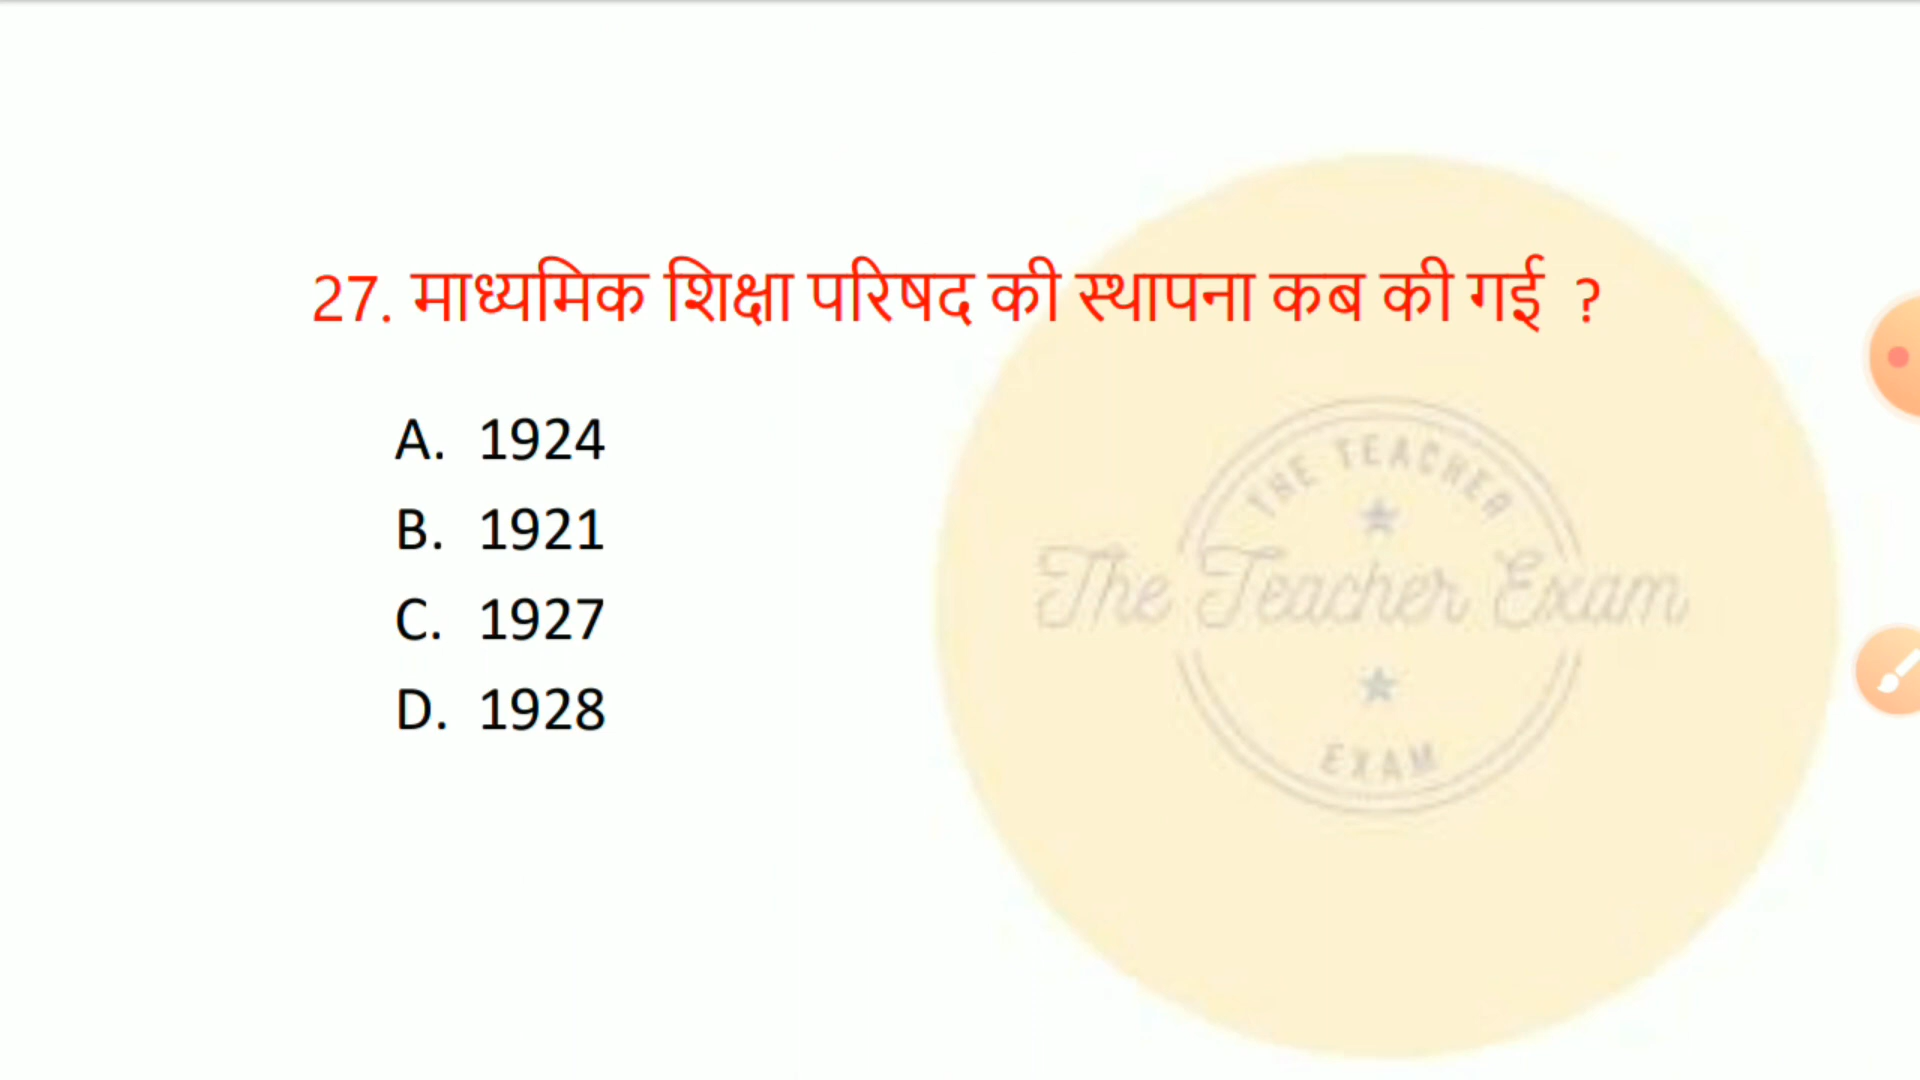 27. माध्यमिक शिक्षा परिषद की स्थापना कब की गई ?
A. 1924
B. 1921
C. 1927
D. 1928
THE TEACHER
The Teacher Exam
EXAM